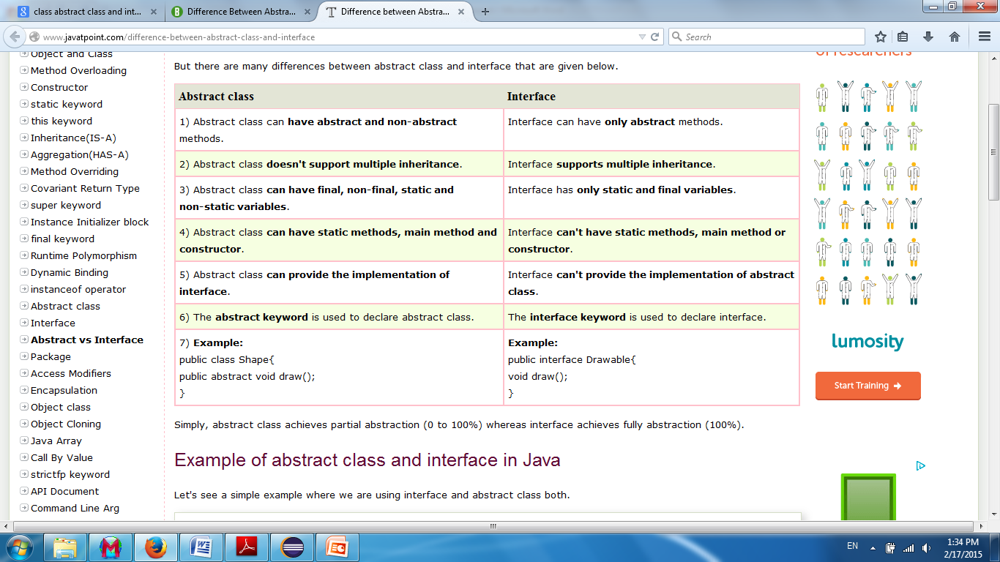 class abstract class and int...
Difference Between Abstra...
Difference between Abstra...
www.javatpoint.com/difference-between-abstract-class-and-interface
Search
Object and Class
Method Overloading
Constructor
static keyword
this keyword
Inheritance(IS-A)
Aggregation(HAS-A)
Method Overriding
Covariant Return Type
super keyword
Instance Initializer block
final keyword
Runtime Polymorphism
Dynamic Binding
instanceof operator
Abstract class
Interface
Abstract vs Interface
Package
Access Modifiers
Encapsulation
Object class
Object Cloning
Java Array
Call By Value
strictfp keyword
API Document
Command Line Arg
But there are many differences between abstract class and interface that are given below.
Abstract class
Interface
1) Abstract class can have abstract and non-abstract
methods.
Interface can have only abstract methods.
2) Abstract class doesn't support multiple inheritance.
Interface supports multiple inheritance.
3) Abstract class can have final, non-final, static and
non-static variables.
Interface has only static and final variables.
4) Abstract class can have static methods, main method and
constructor.
Interface can't have static methods, main method or
constructor.
5) Abstract class can provide the implementation of
interface.
Interface can't provide the implementation of abstract
class.
6) The abstract keyword is used to declare abstract class.
The interface keyword is used to declare interface.
7) Example:
public class Shape{
public abstract void draw();
}
Example:
public interface Drawable{
void draw();
}
Simply, abstract class achieves partial abstraction (0 to 100%) whereas interface achieves fully abstraction (100%).
Example of abstract class and interface in Java
Let's see a simple example where we are using interface and abstract class both.
of researchers
lumosity
Start Training
EN
1:34 PM
2/17/2015